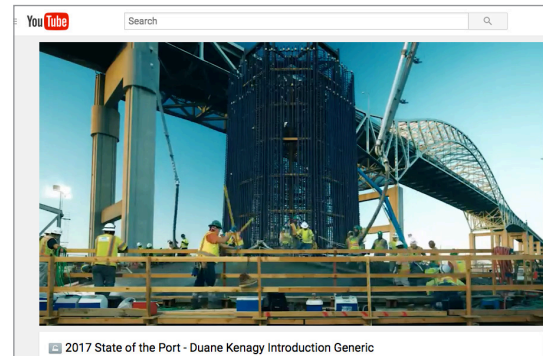 YouTube
Search
2017 State of the Port - Duane Kenagy Introduction Generic